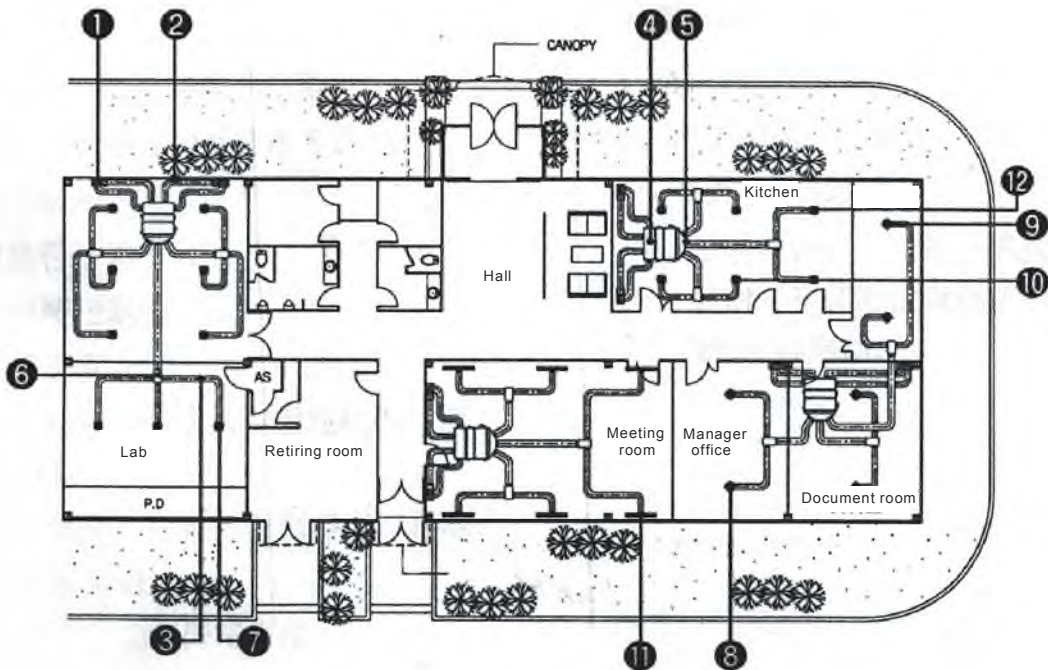 1
2
CANOPY
4
5
Kitchen
12
9
Hall
10
6
AS
Lab
Retiring room
Meeting
room
Manager
office
P.D
Document room
3
7
11
8